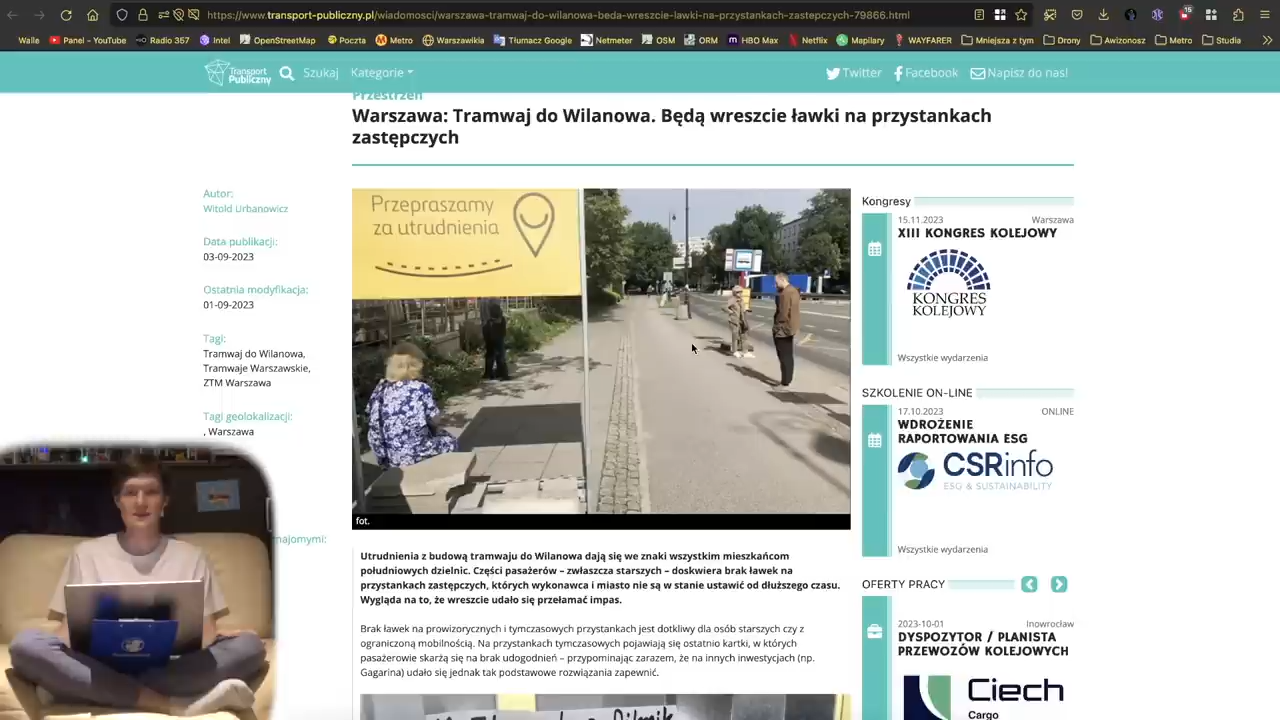 https://www.transport-publiczny.pl/wiadomosci/warszawa-tramwaj-do-wilanowa-beda-wreszcie-lawki-na-przystankach-zastepczych-79866.html
15
Walle Panel – YouTube Radio 357 Intel OpenStreetMap Poczta Metro Warszawikia Tłumacz Google Netmeter OSM ORM HBO Max Netflix Mapilary WAYFARER Mniejsza z tym Drony Awizonosz Metro Studia
Transport Publiczny Szukaj Kategorie Twitter Facebook Napisz do nas!
Przestrzeń
Warszawa: Tramwaj do Wilanowa. Będą wreszcie ławki na przystankach
zastępczych
Autor:
Witold Urbanowicz
Data publikacji:
03-09-2023
Ostatnia modyfikacja:
01-09-2023
Tagi:
Tramwaj do Wilanowa,
Tramwaje Warszawskie,
ZTM Warszawa
Tagi geolokalizacji:
, Warszawa
najomymi:
Przepraszamy
za utrudnienia
fot.
Utrudnienia z budową tramwaju do Wilanowa dają się we znaki wszystkim mieszkańcom
południowych dzielnic. Części pasażerów – zwłaszcza starszych – doskwiera brak ławek na
przystankach zastępczych, których wykonawca i miasto nie są w stanie ustawić od dłuższego czasu.
Wygląda na to, że wreszcie udało się przełamać impas.
Brak ławek na prowizorycznych i tymczasowych przystankach jest dotkliwy dla osób starszych czy z
ograniczoną mobilnością. Na przystankach tymczasowych pojawiają się ostatnio kartki, w których
pasażerowie skarżą się na brak udogodnień – przypominając zarazem, że na innych inwestycjach (np.
Gagarina) udało się jednak tak podstawowe rozwiązania zapewnić.
Kongresy
15.11.2023 Warszawa
XIII KONGRES KOLEJOWY
KONGRES
KOLEJOWY
Wszystkie wydarzenia
SZKOLENIE ON-LINE
17.10.2023 ONLINE
WDROŻENIE
RAPORTOWANIA ESG
CSRinfo
ESG & SUSTAINABILITY
Wszystkie wydarzenia
OFERTY PRACY
2023-10-01 Inowrocław
DYSPOZYTOR / PLANISTA
PRZEWOZÓW KOLEJOWYCH
Ciech
Cargo